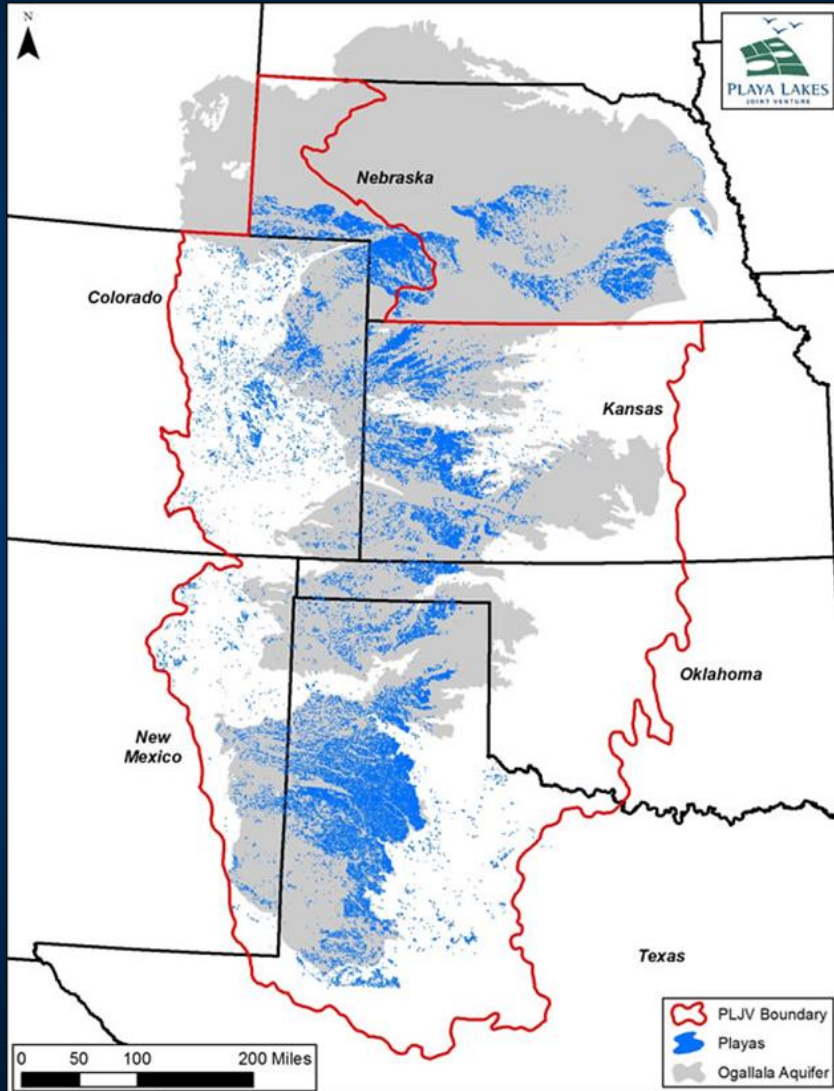 N
PLAYA LAKES
JOINT VENTURE
Nebraska
Colorado
Kansas
Oklahoma
New
Mexico
Texas
PLJV Boundary
Playas
Ogallala Aquifer
0 50 100 200 Miles